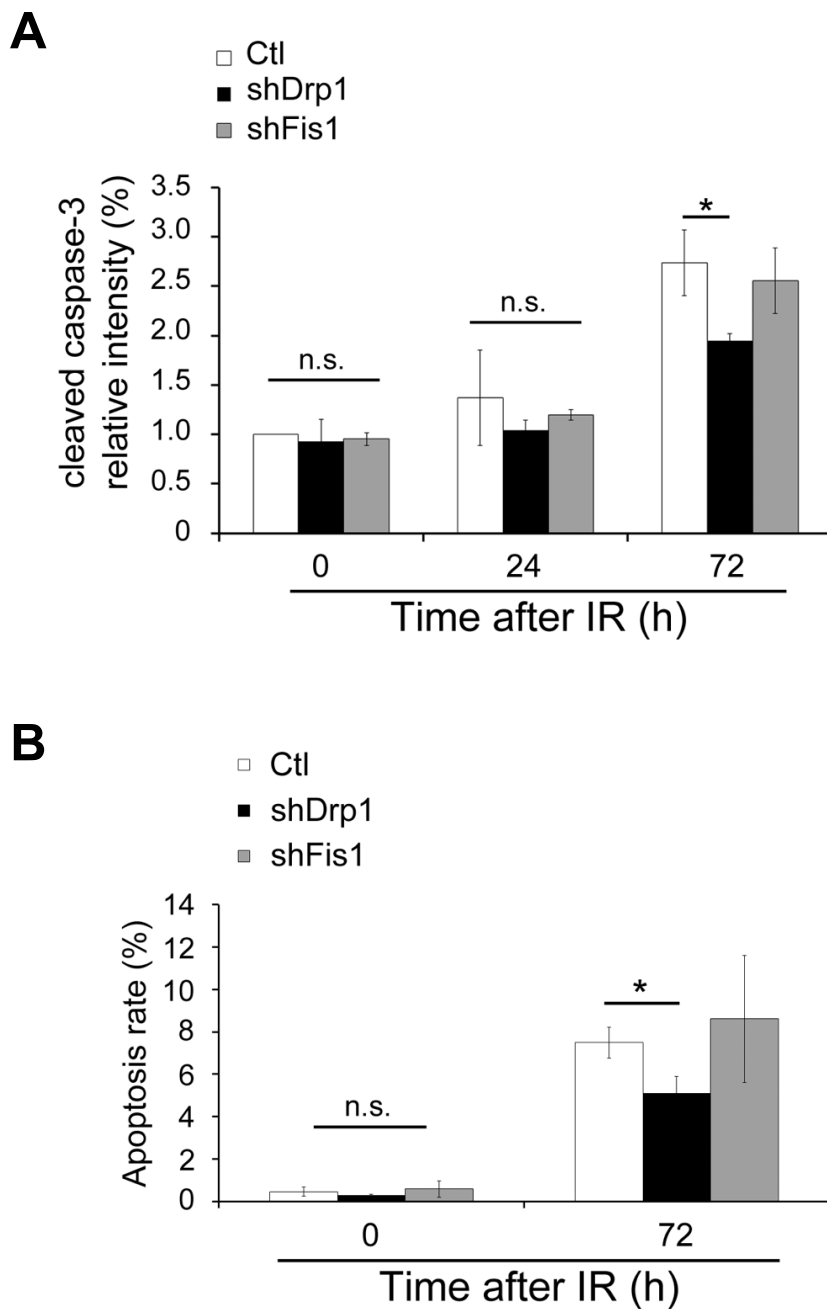 A
Ctl
shDrp1
shFis1
cleaved caspase-3
relative intensity (%)
3.5
3.0
2.5
2.0
1.5
1.0
0.5
0
n.s.
n.s.
*
0 24 72
Time after IR (h)
B
Ctl
shDrp1
shFis1
Apoptosis rate (%)
14
12
10
8
6
4
2
0
n.s.
*
0 72
Time after IR (h)